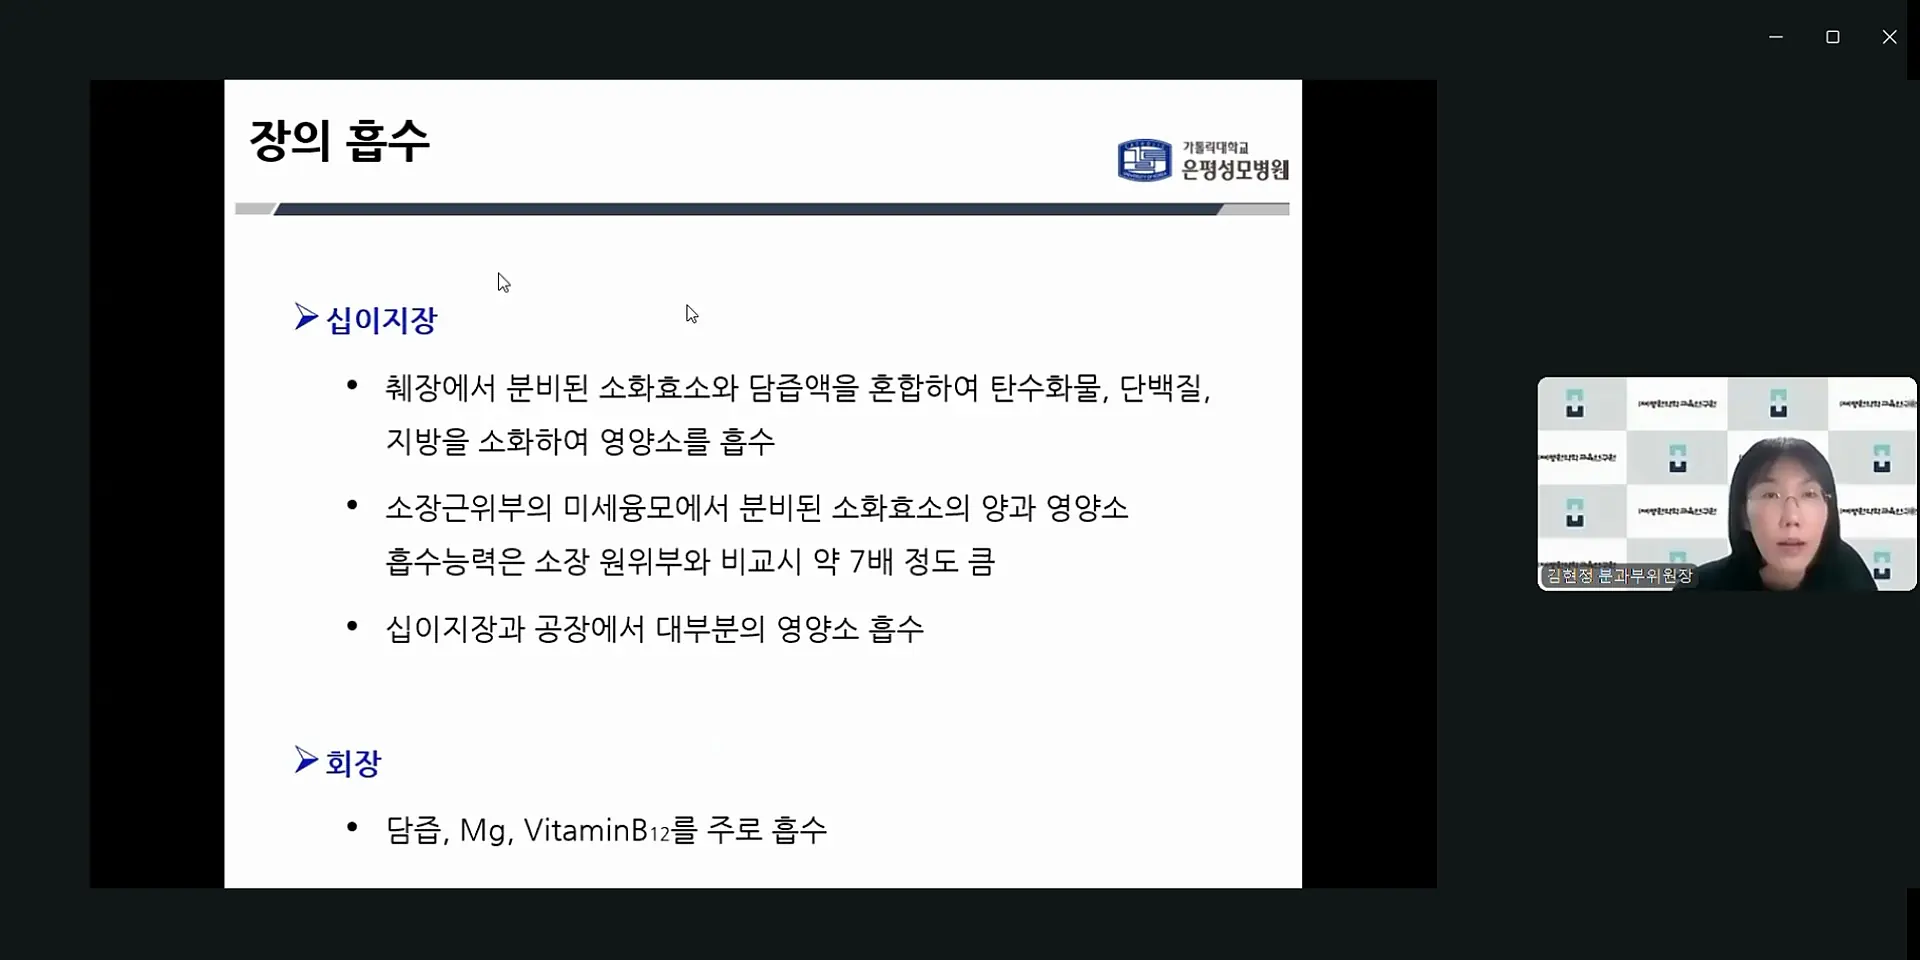 장의 흡수
가톨릭대학교
은평성모병원
➢ 십이지장
• 췌장에서 분비된 소화효소와 담즙액을 혼합하여 탄수화물, 단백질,
지방을 소화하여 영양소를 흡수
• 소장근위부의 미세융모에서 분비된 소화효소의 양과 영양소
흡수능력은 소장 원위부와 비교시 약 7배 정도 큼
• 십이지장과 공장에서 대부분의 영양소 흡수
➢ 회장
• 담즙, Mg, VitaminB12를 주로 흡수
김현정 분과부위원장